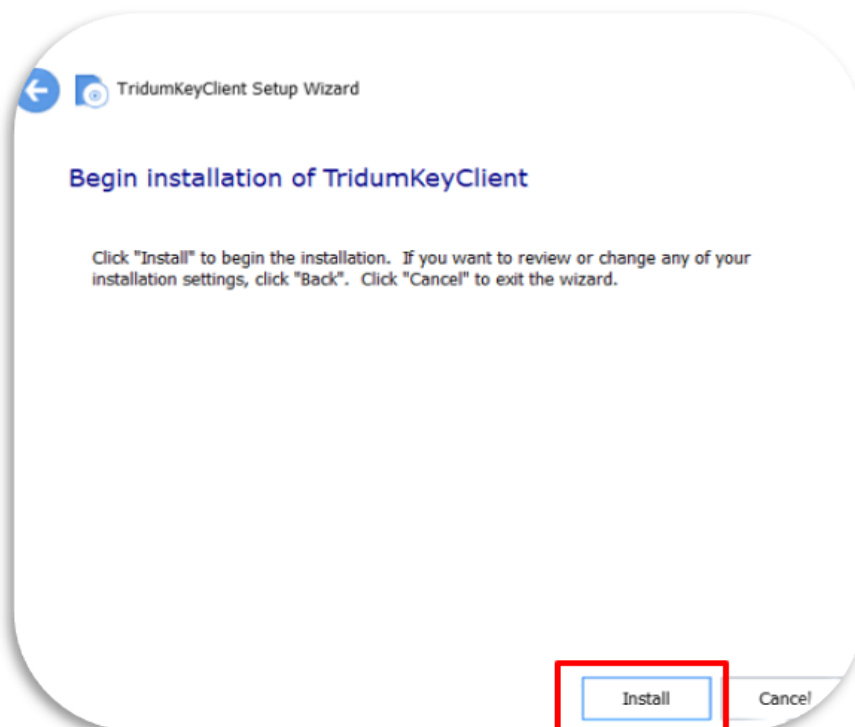 TridumKeyClient Setup Wizard
Begin installation of TridumKeyClient
Click "Install" to begin the installation. If you want to review or change any of your
installation settings, click "Back". Click "Cancel" to exit the wizard.
Install
Cancel